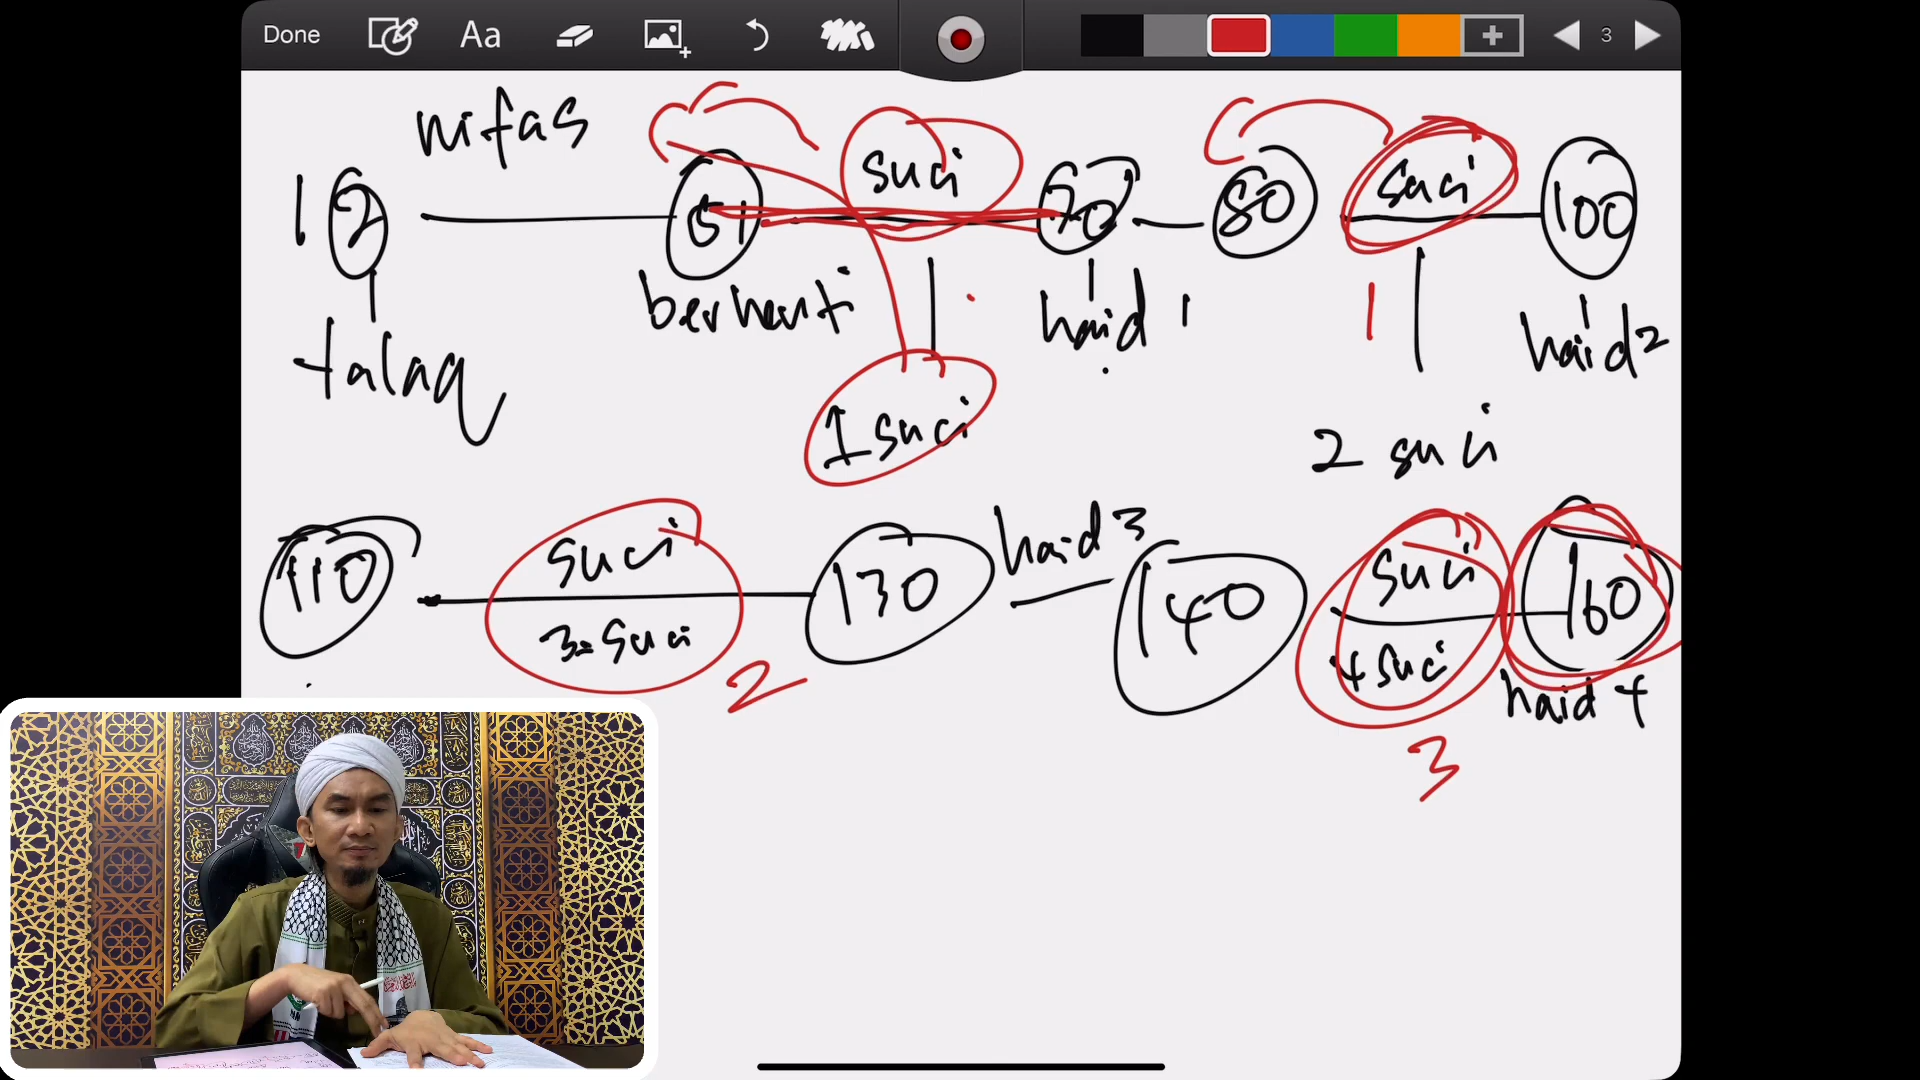 Done Aa 3
nifas suci suci
1 2 61 70 80 100
talaq berhenti haid 1 1 haid 2
1 suci 2 suci
110 suci 130 haid 3 140 suci 160
3 suci 4 suci haid 4
2 3